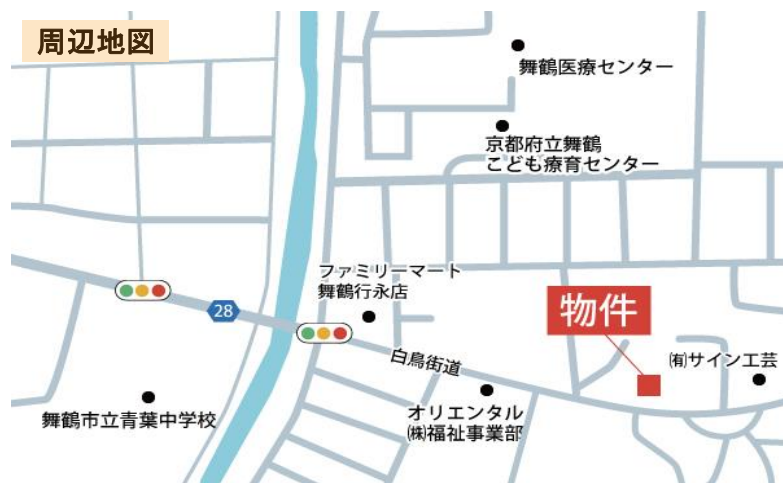 周辺地図
舞鶴医療センター
京都府立舞鶴
こども療育センター
ファミリーマート
舞鶴行永店
28
物件
白鳥街道
㈲サイン工芸
舞鶴市立青葉中学校
オリエンタル
㈱福祉事業部